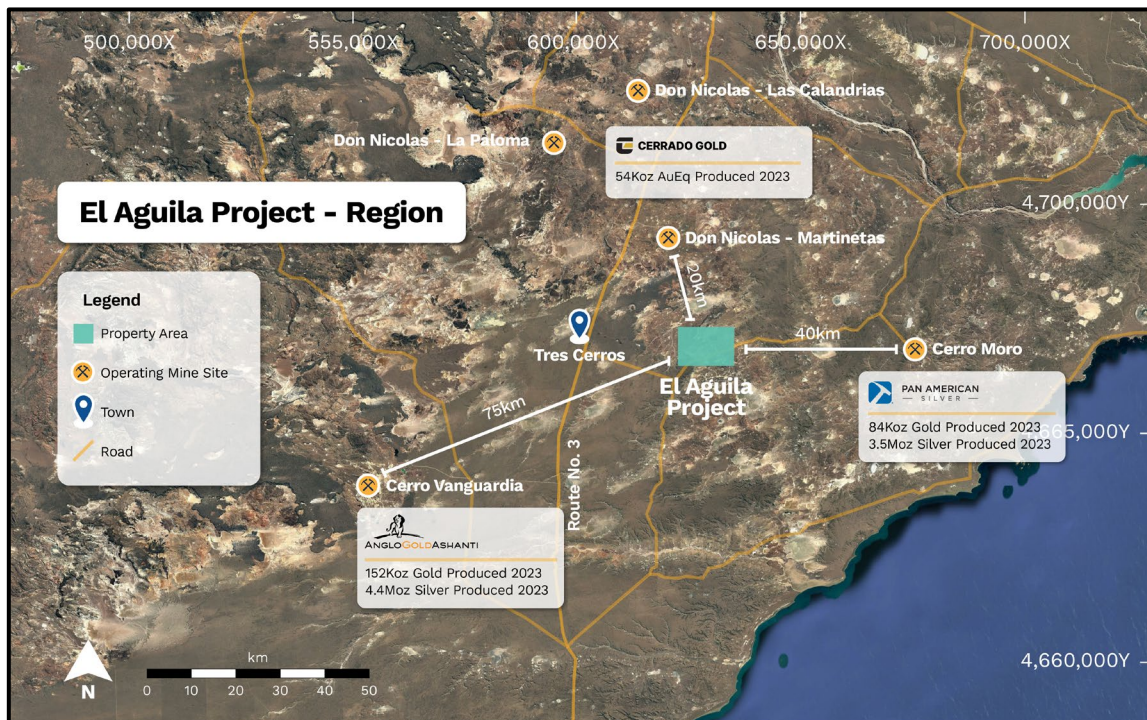 500,000X
555,000X
600,000X
650,000X
700,000X
Don Nicolas - Las Calandrias
Don Nicolas - La Paloma
CERRADO GOLD
54Koz AuEq Produced 2023
4,700,000Y
El Aguila Project - Region
Don Nicolas - Martinetas
20km
Legend
Property Area
Operating Mine Site
Town
Road
Tres Cerros
40km
Cerro Moro
El Aguila
Project
75km
PAN AMERICAN
SILVER
84Koz Gold Produced 2023
3.5Moz Silver Produced 2023
665,000Y
Cerro Vanguardia
Route No. 3
ANGLOGOLDASHANTI
152Koz Gold Produced 2023
4.4Moz Silver Produced 2023
km
0 10 20 30 40 50
N
4,660,000Y